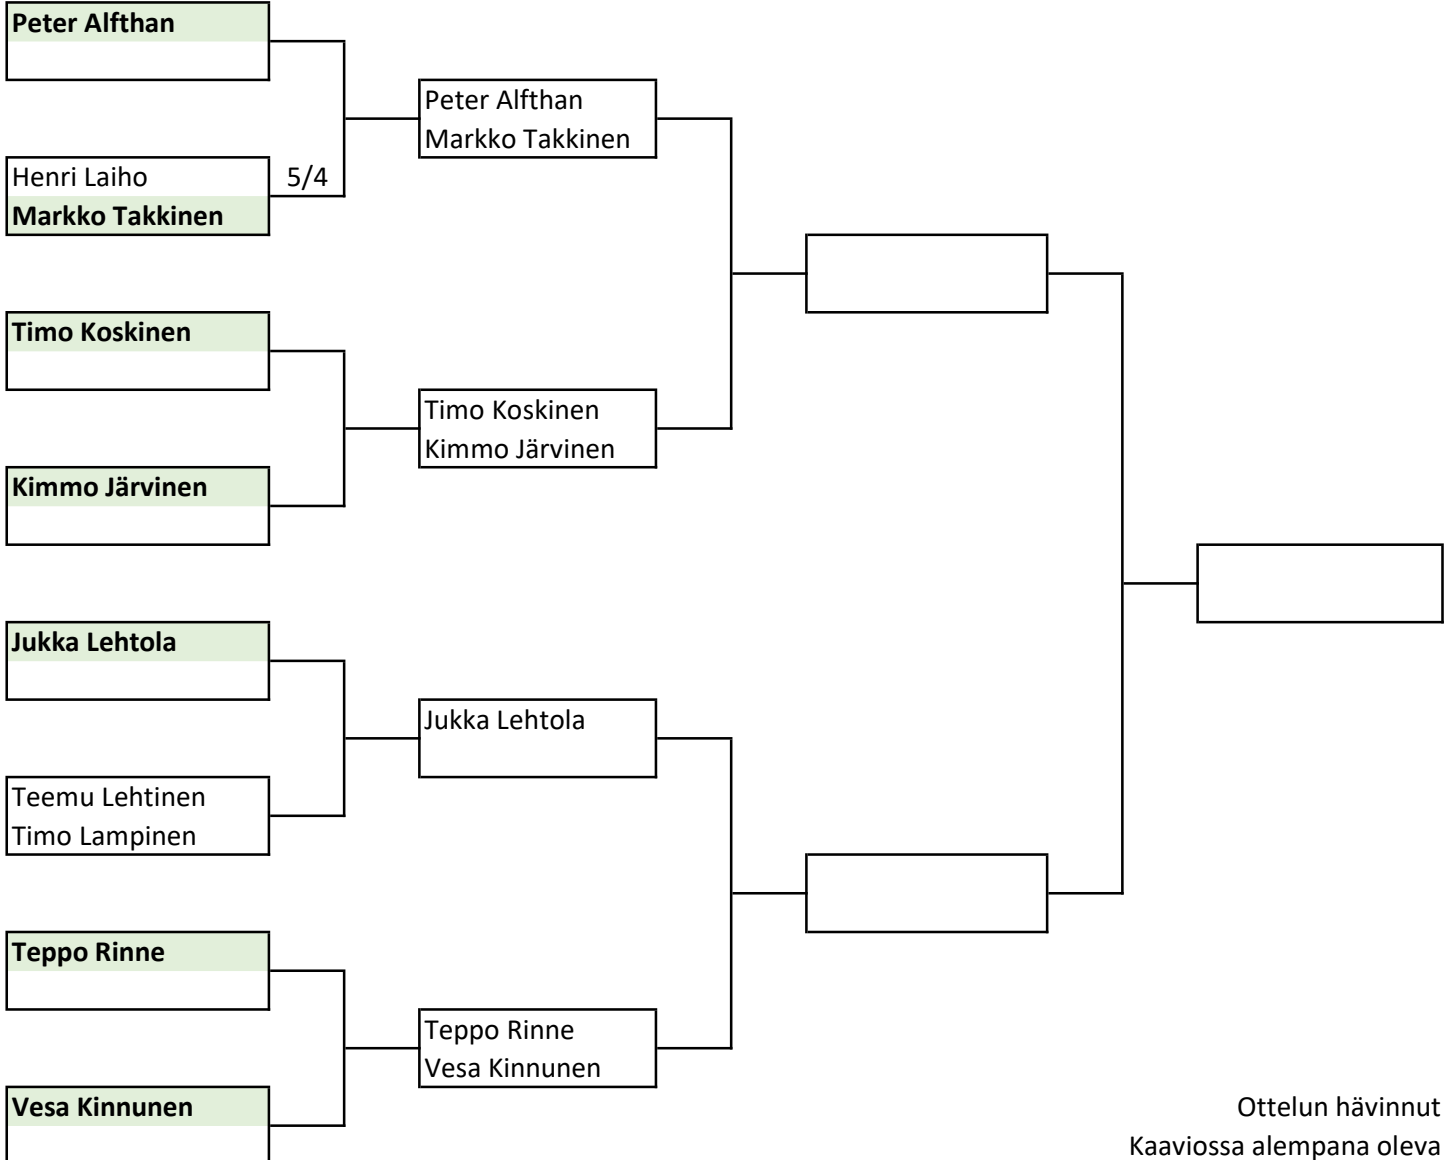 Peter Alfthan
Henri Laiho 5/4
Markko Takkinen
Timo Koskinen
Kimmo Järvinen
Jukka Lehtola
Teemu Lehtinen
Timo Lampinen
Teppo Rinne
Vesa Kinnunen
Peter Alfthan
Markko Takkinen
Timo Koskinen
Kimmo Järvinen
Jukka Lehtola
Teppo Rinne
Vesa Kinnunen
Ottelun hävinnut
Kaaviossa alempana oleva